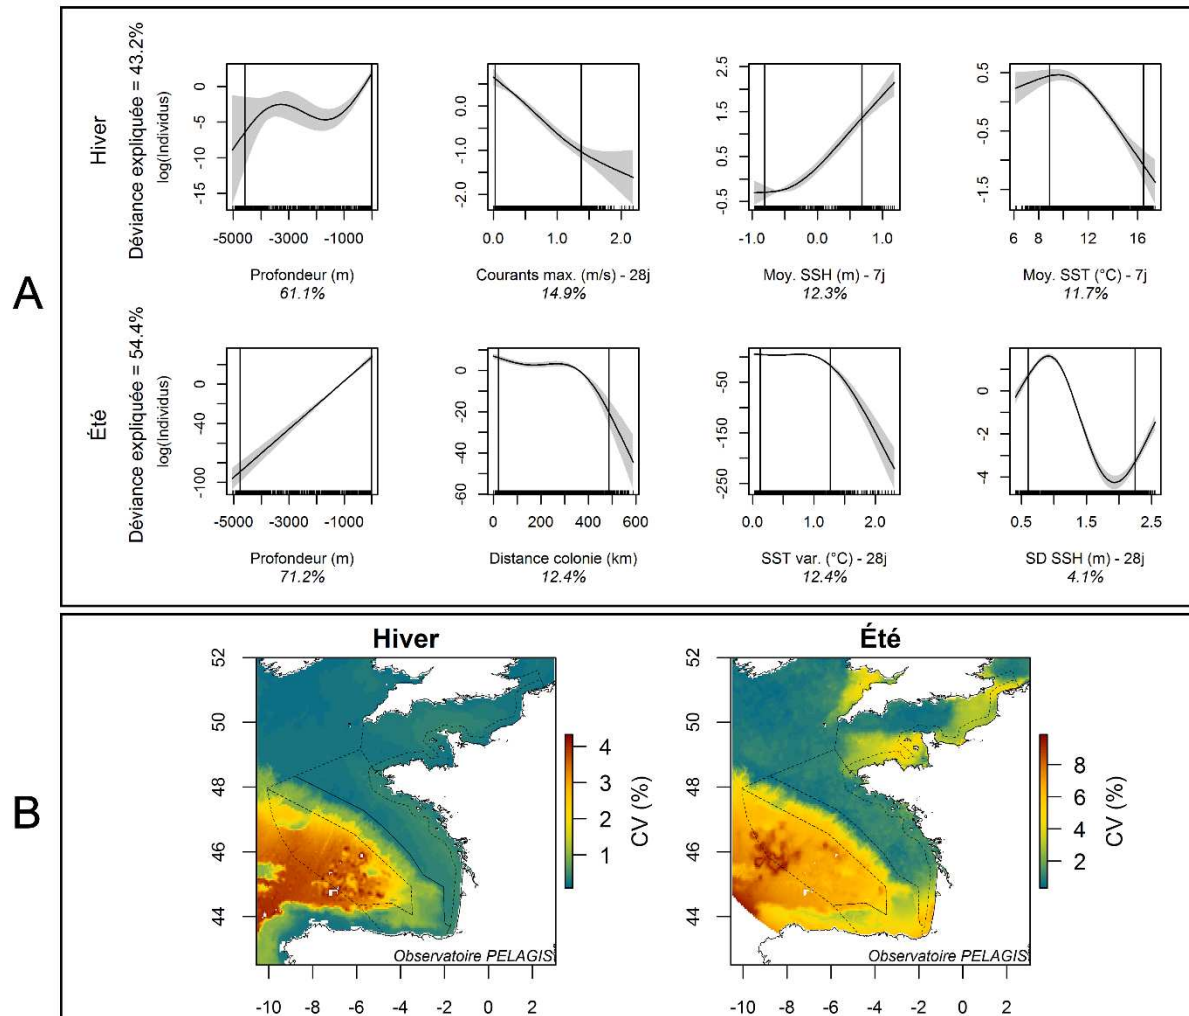 A
Hiver
Déviance expliquée = 43.2%
log(Individus)
0
-5
-10
-15
-5000 -3000 -1000
Profondeur (m)
61.1%
0.0
-1.0
-2.0
0.0 1.0 2.0
Courants max. (m/s) - 28j
14.9%
2.5
1.5
0.5
-0.5
-1.0 0.0 1.0
Moy. SSH (m) - 7j
12.3%
0.5
-0.5
-1.5
6 8 12 16
Moy. SST (°C) - 7j
11.7%
Été
Déviance expliquée = 54.4%
log(Individus)
0
-40
-100
-5000 -3000 -1000
Profondeur (m)
71.2%
0
-20
-40
-60
0 200 400 600
Distance colonie (km)
12.4%
-50
-150
-250
0.0 1.0 2.0
SST var. (°C) - 28j
12.4%
0
-2
-4
0.5 1.5 2.5
SD SSH (m) - 28j
4.1%
B
Hiver
52
50
48
46
44
-10 -8 -6 -4 -2 0 2
Observatoire PELAGIS
4
3
2
1
CV (%)
Été
52
50
48
46
44
-10 -8 -6 -4 -2 0 2
Observatoire PELAGIS
8
6
4
2
CV (%)